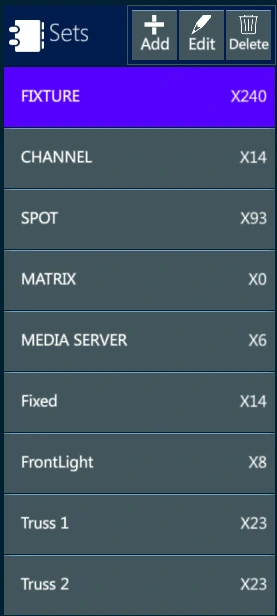 Sets
Add Edit Delete
FIXTURE X240
CHANNEL X14
SPOT X93
MATRIX X0
MEDIA SERVER X6
Fixed X14
FrontLight X8
Truss 1 X23
Truss 2 X23